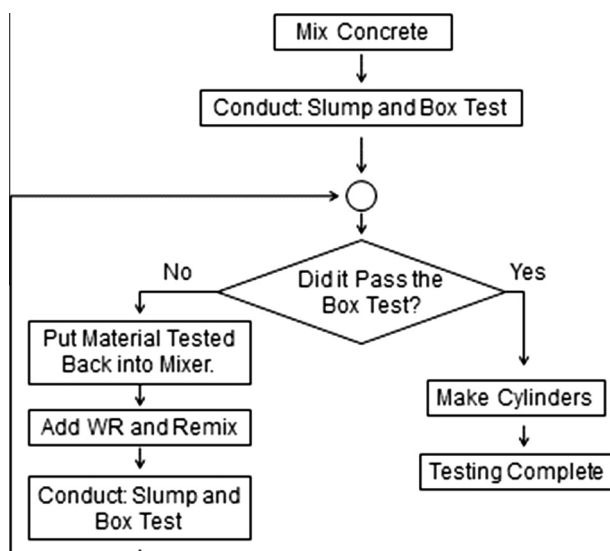 Mix Concrete
Conduct: Slump and Box Test
Did it Pass the
Box Test?
No
Yes
Put Material Tested
Back into Mixer.
Add WR and Remix
Conduct: Slump and
Box Test
Make Cylinders
Testing Complete